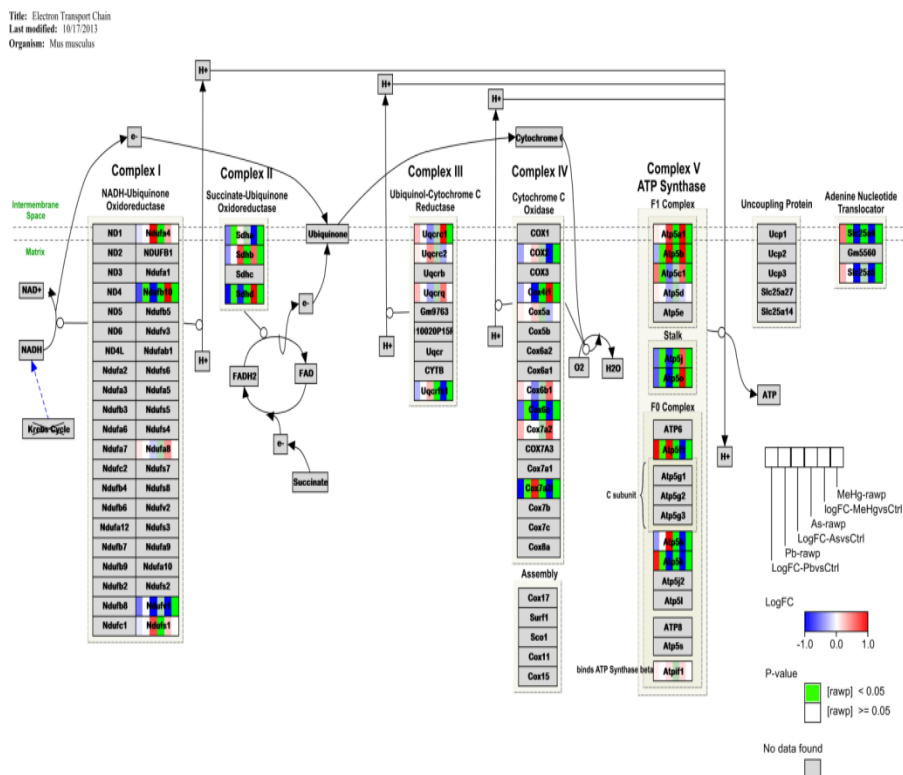 Title: Electron Transport Chain
Last modified: 10/17/2013
Organism: Mus musculus
H+
H+
H+
e-
Cytochrome
Complex I
NADH-Ubiquinone
Oxidoreductase
Complex II
Succinate-Ubiquinone
Oxidoreductase
Complex III
Ubiquinol-Cytochrome C
Reductase
Complex IV
Cytochrome C
Oxidase
Complex V
ATP Synthase
F1 Complex
Uncoupling Protein
Adenine Nucleotide
Translocator
Intermembrane
Space
Matrix
Ubiquinone
NAD+
NADH
Krebs Cycle
ND1 Ndufa4
ND2 NDUFB1
ND3 Ndufa1
ND4 Ndufb10
ND5 Ndufb5
ND6 Ndufv3
ND4L Ndufab1
Ndufa2 Ndufs6
Ndufa3 Ndufa5
Ndufb3 Ndufs5
Ndufa6 Ndufs4
Ndufa7 Ndufa8
Ndufc2 Ndufs7
Ndufb4 Ndufs8
Ndufb6 Ndufv2
Ndufa12 Ndufs3
Ndufb7 Ndufa9
Ndufb9 Ndufa10
Ndufb2 Ndufs2
Ndufb8
Ndufc1 Ndufs1
H+
Sdha
Sdhb
Sdhc
Sdhd
e-
FADH2
FAD
e-
Succinate
Uqcrc1
Uqcrc2
Uqcrb
Uqcrq
Gm9763
10020P15R
Uqcr
CYTB
Uqcrfs1
H+
COX1
COX2
COX3
Cox4i1
Cox5a
Cox5b
Cox6a2
Cox6a1
Cox6b1
Cox6c
Cox7a2
COX7A3
Cox7a1
Cox7b
Cox7c
Cox8a
H+
O2
H2O
Assembly
Cox17
Surf1
Sco1
Cox11
Cox15
Atp5a1
Atp5b
Atp5c1
Atp5d
Atp5e
Stalk
Atp5j
Atp5o
F0 Complex
ATP6
C subunit
Atp5g1
Atp5g2
Atp5g3
Atp5j2
Atp5l
ATP8
Atp5s
binds ATP Synthase beta
Atpif1
Ucp1
Ucp2
Ucp3
Slc25a27
Slc25a14
Slc25a4
Gm5560
Slc25a5
ATP
H+
MeHg-rawp
logFC-MeHgvsCtrl
As-rawp
LogFC-AsvsCtrl
Pb-rawp
LogFC-PbvsCtrl
LogFC
-1.0 0.0 1.0
P-value
[rawp] < 0.05
[rawp] >= 0.05
No data found